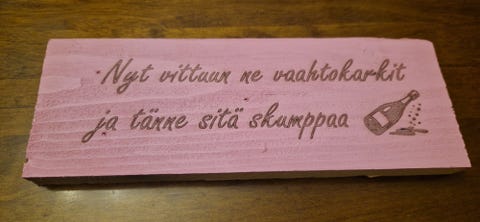 Nyt vittuun ne vaahtokarkit
ja tänne sitä skumppaa